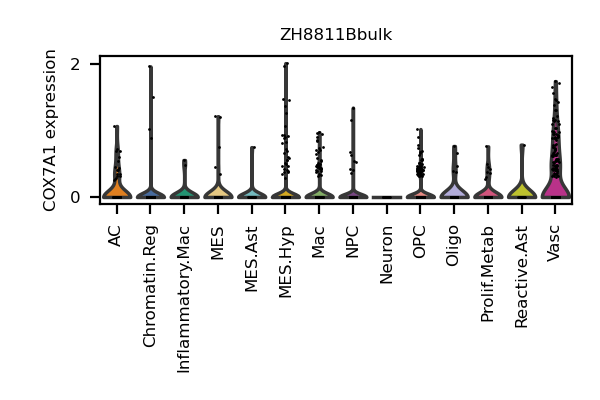 ZH8811Bbulk
COX7A1 expression
2
0
AC
Chromatin.Reg
Inflammatory.Mac
MES
MES.Ast
MES.Hyp
Mac
NPC
Neuron
OPC
Oligo
Prolif.Metab
Reactive.Ast
Vasc